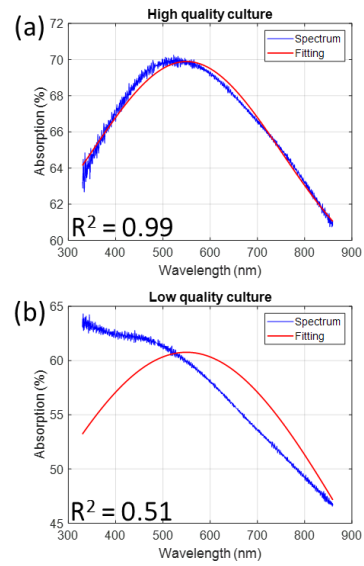 (a)
High quality culture
Absorption (%)
72
70
68
66
64
62
60
Spectrum
Fitting
R² = 0.99
300 400 500 600 700 800 900
Wavelength (nm)
(b)
Low quality culture
Absorption (%)
65
60
55
50
45
Spectrum
Fitting
R² = 0.51
300 400 500 600 700 800 900
Wavelength (nm)